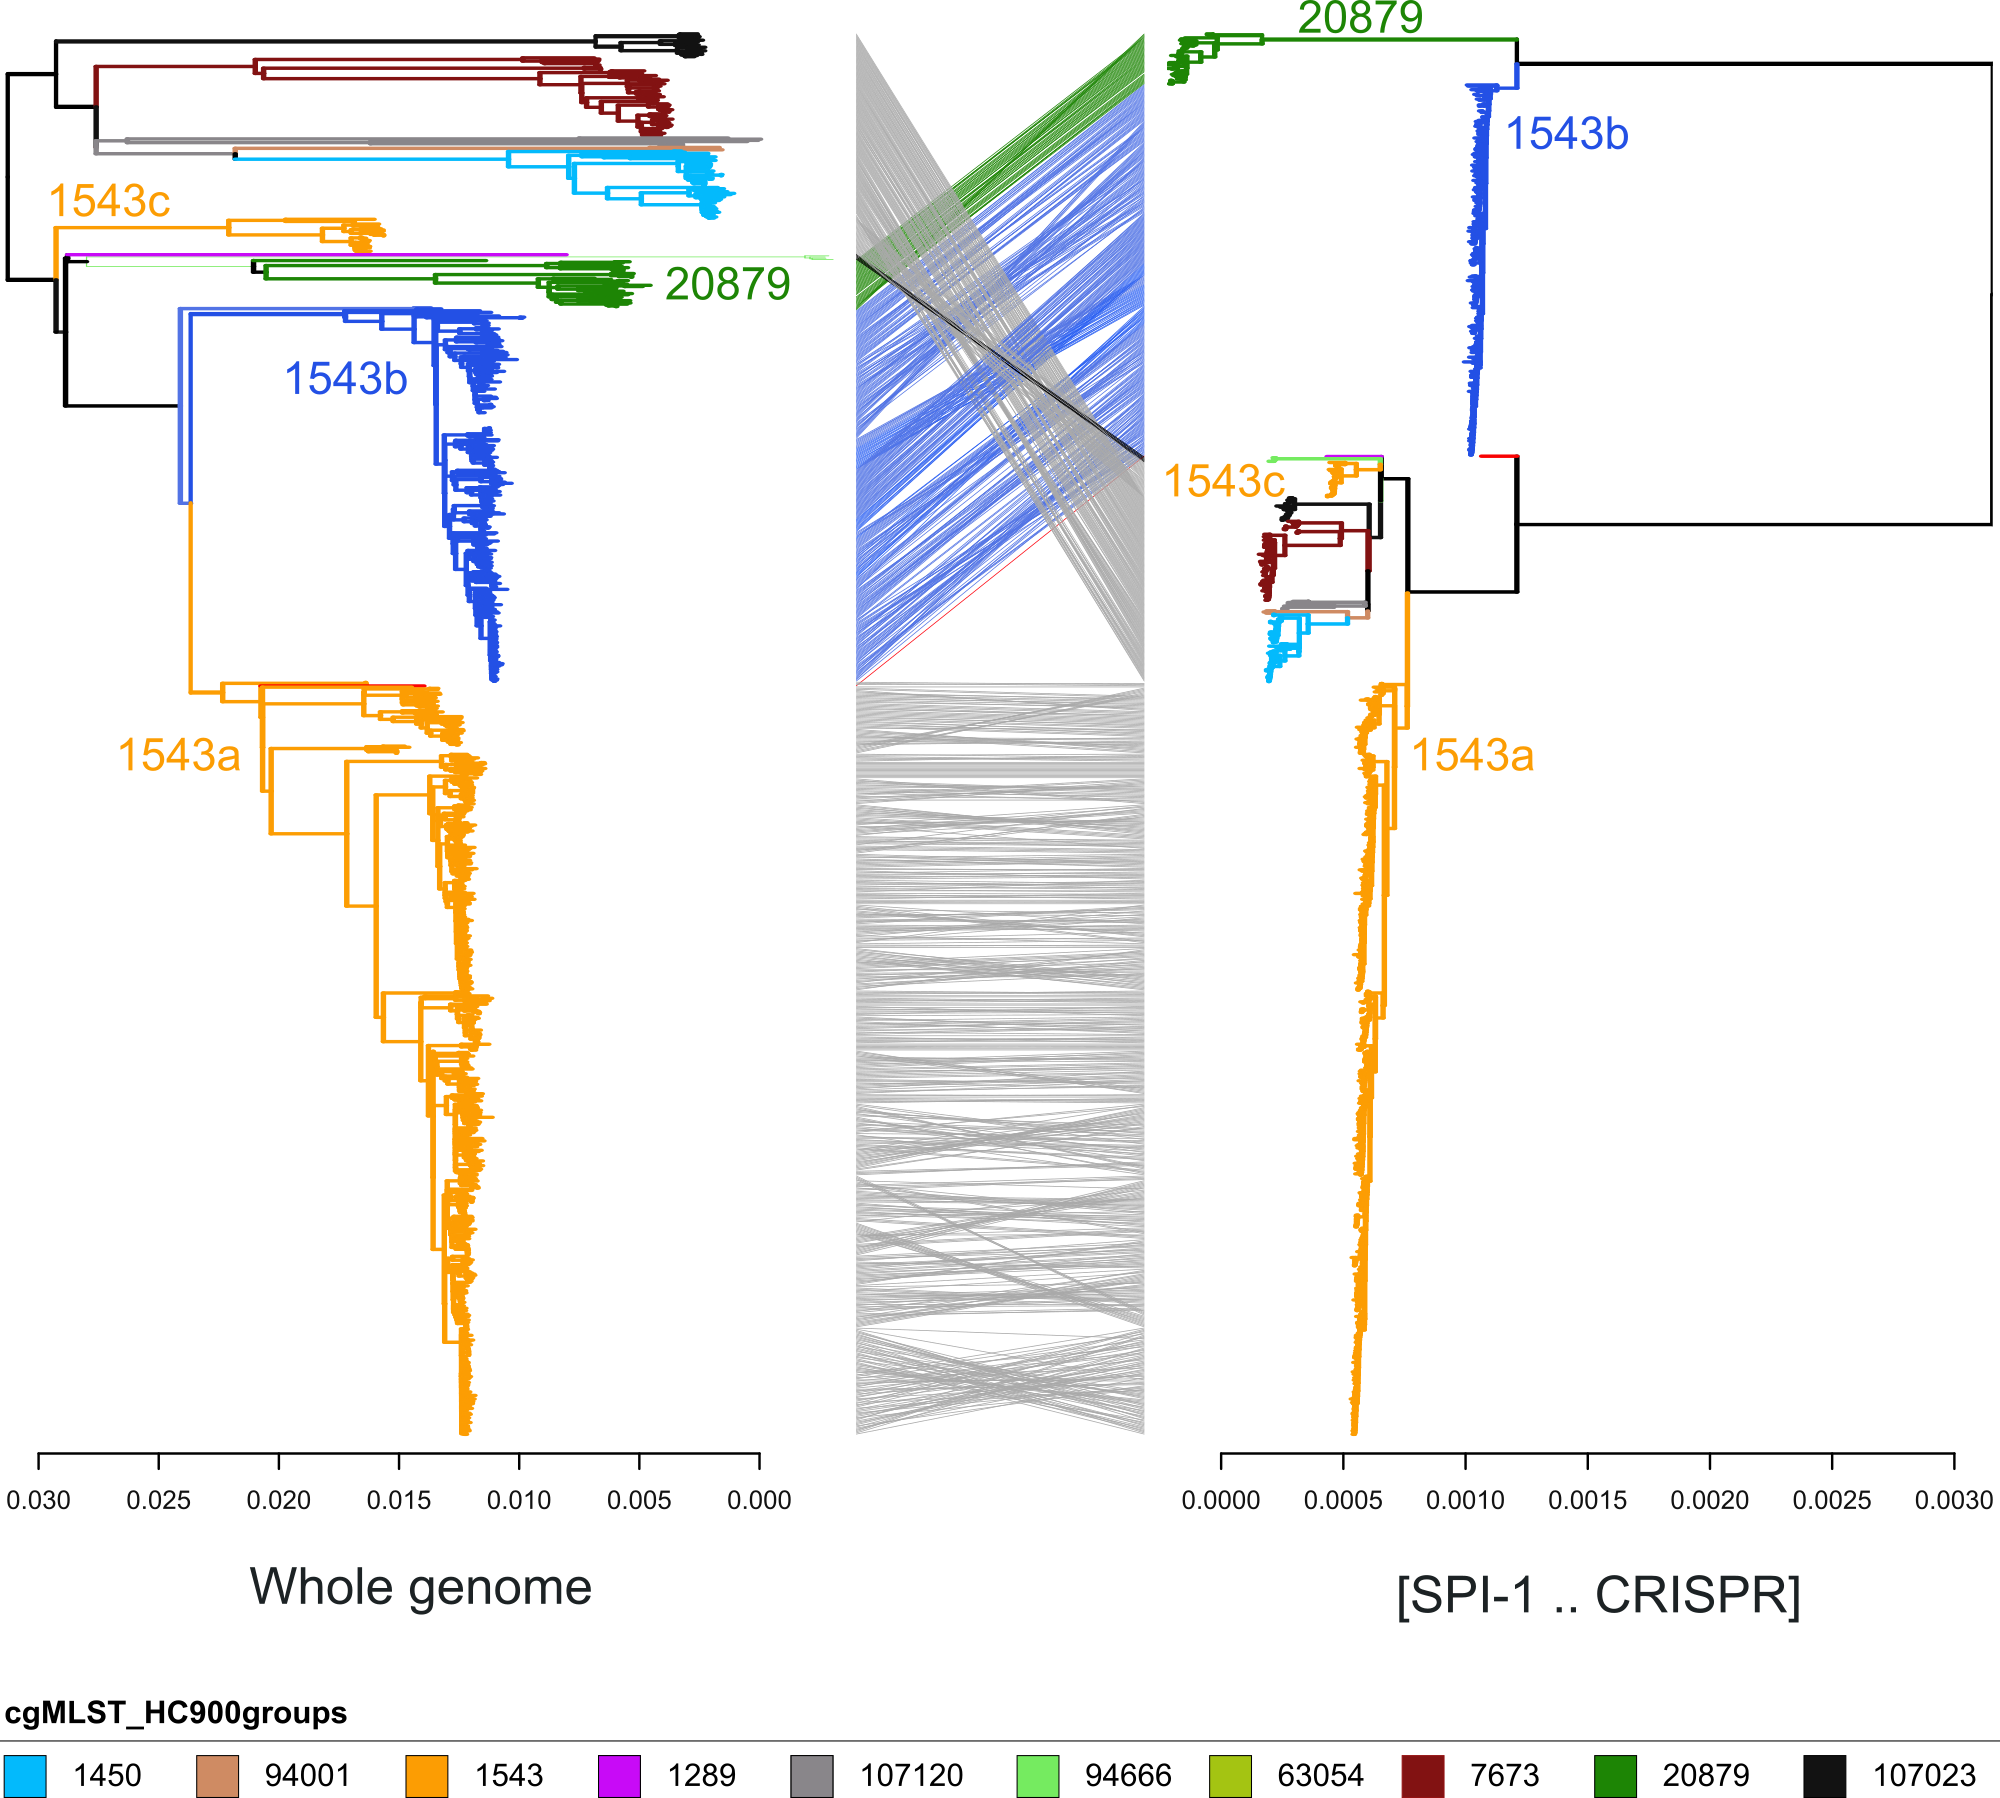 20879
1543b
1543c
20879
1543b
1543c
1543a
1543a
0.030 0.025 0.020 0.015 0.010 0.005 0.000
0.0000 0.0005 0.0010 0.0015 0.0020 0.0025 0.0030
Whole genome
[SPI-1 .. CRISPR]
cgMLST_HC900groups
1450 94001 1543 1289 107120 94666 63054 7673 20879 107023